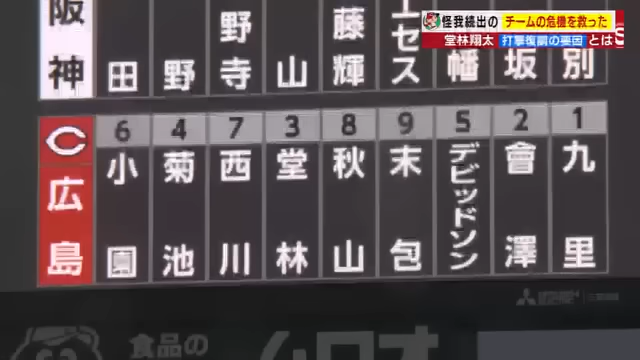 怪我続出の チームの危機を救った
堂林翔太 打撃復調の要因 とは
阪神
田 野 野寺 山 藤輝 エセス 幡 坂 別
C 6 4 7 3 8 9 5 2 1
広島 小園 菊池 西川 堂林 秋山 末包 デビッドソン 會澤 九里
食品の